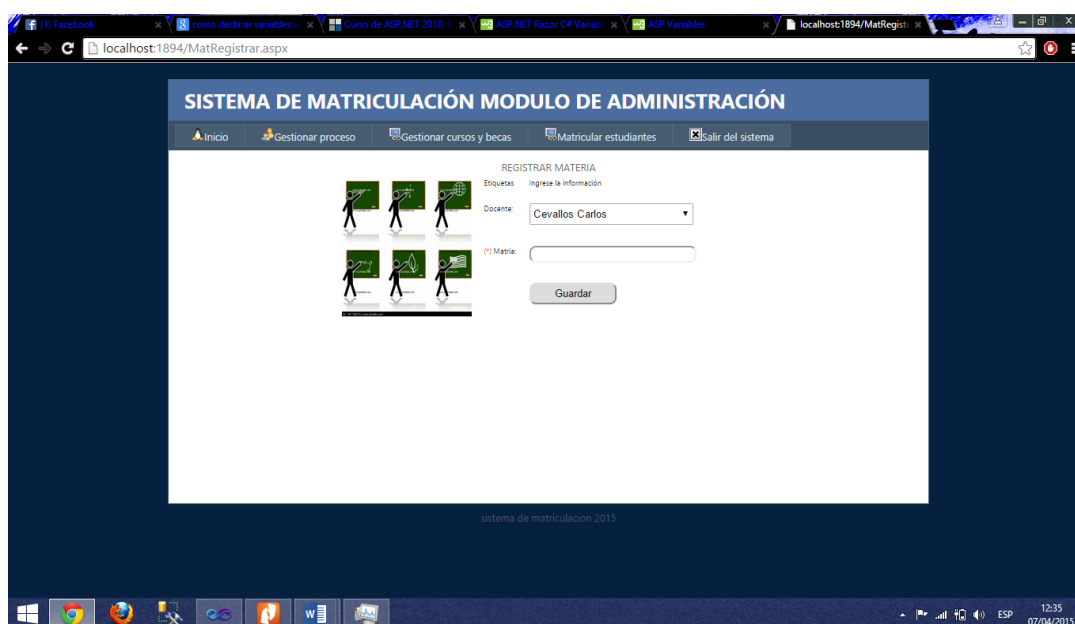 (1) Facebook
como declarar variables e
Curso de ASP.NET 2010, l
ASP.NET Razor C# Variabl
ASP Variables
localhost:1894/MatRegistr
localhost:1894/MatRegistrar.aspx
SISTEMA DE MATRICULACIÓN MODULO DE ADMINISTRACIÓN
Inicio
Gestionar proceso
Gestionar cursos y becas
Matricular estudiantes
Salir del sistema
REGISTRAR MATERIA
Etiquetas Ingrese la información
Docente: Cevallos Carlos
(*) Matria:
Guardar
sistema de matriculacion 2015
ESP
12:35
07/04/2015